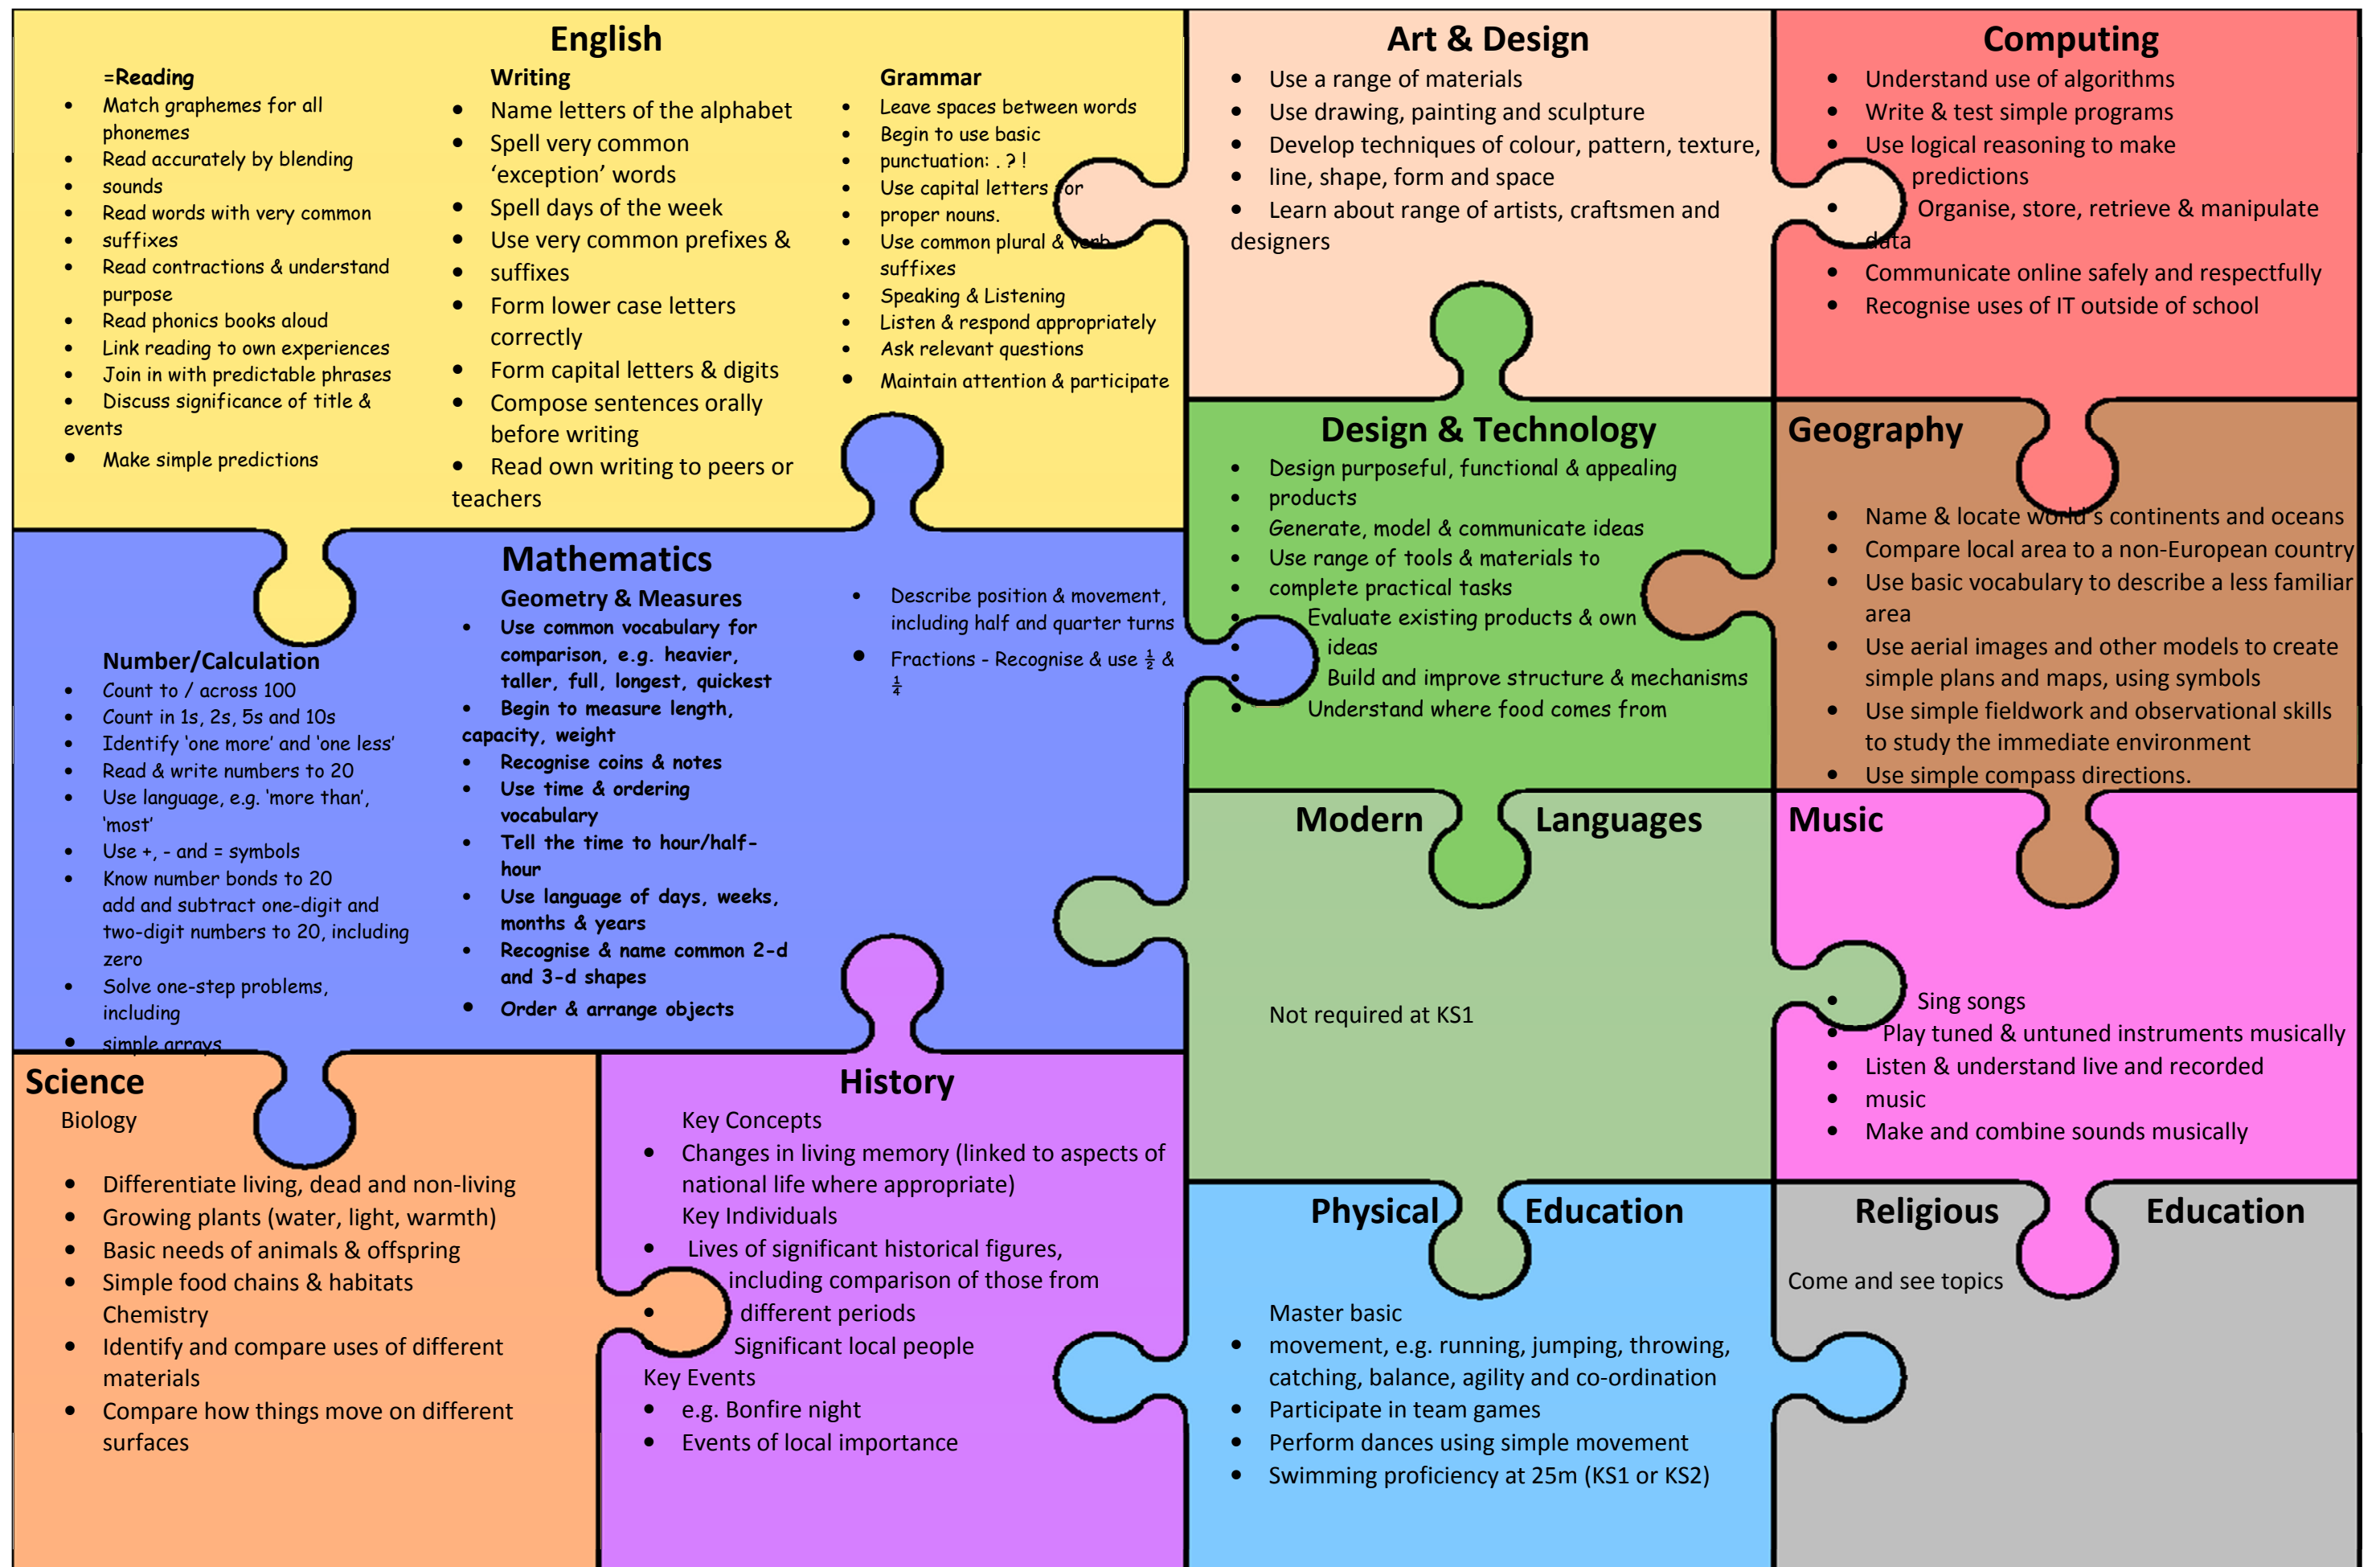 English
=Reading
• Match graphemes for all
phonemes
• Read accurately by blending
• sounds
• Read words with very common
• suffixes
• Read contractions & understand
purpose
• Read phonics books aloud
• Link reading to own experiences
• Join in with predictable phrases
• Discuss significance of title &
events
• Make simple predictions
Writing
• Name letters of the alphabet
• Spell very common
‘exception’ words
• Spell days of the week
• Use very common prefixes &
• suffixes
• Form lower case letters
correctly
• Form capital letters & digits
• Compose sentences orally
before writing
• Read own writing to peers or
teachers
Grammar
• Leave spaces between words
• Begin to use basic
• punctuation: . ? !
• Use capital letters for
• proper nouns.
• Use common plural & verb
suffixes
• Speaking & Listening
• Listen & respond appropriately
• Ask relevant questions
• Maintain attention & participate
Art & Design
• Use a range of materials
• Use drawing, painting and sculpture
• Develop techniques of colour, pattern, texture,
• line, shape, form and space
• Learn about range of artists, craftsmen and
designers
Computing
• Understand use of algorithms
• Write & test simple programs
• Use logical reasoning to make
predictions
• Organise, store, retrieve & manipulate
data
• Communicate online safely and respectfully
• Recognise uses of IT outside of school
Mathematics
Number/Calculation
• Count to / across 100
• Count in 1s, 2s, 5s and 10s
• Identify ‘one more’ and ‘one less’
• Read & write numbers to 20
• Use language, e.g. ‘more than’,
‘most’
• Use +, - and = symbols
• Know number bonds to 20
add and subtract one-digit and
two-digit numbers to 20, including
zero
• Solve one-step problems,
including
• simple arrays
Geometry & Measures
• Use common vocabulary for
comparison, e.g. heavier,
taller, full, longest, quickest
• Begin to measure length,
capacity, weight
• Recognise coins & notes
• Use time & ordering
vocabulary
• Tell the time to hour/half-
hour
• Use language of days, weeks,
months & years
• Recognise & name common 2-d
and 3-d shapes
• Order & arrange objects
• Describe position & movement,
including half and quarter turns
• Fractions - Recognise & use ½ &
¼
Design & Technology
• Design purposeful, functional & appealing
• products
• Generate, model & communicate ideas
• Use range of tools & materials to
• complete practical tasks
• Evaluate existing products & own
• ideas
• Build and improve structure & mechanisms
• Understand where food comes from
Geography
• Name & locate world’s continents and oceans
• Compare local area to a non-European country
• Use basic vocabulary to describe a less familiar
area
• Use aerial images and other models to create
simple plans and maps, using symbols
• Use simple fieldwork and observational skills
to study the immediate environment
• Use simple compass directions.
Modern Languages
Not required at KS1
Music
• Sing songs
• Play tuned & untuned instruments musically
• Listen & understand live and recorded
• music
• Make and combine sounds musically
Science
Biology
• Differentiate living, dead and non-living
• Growing plants (water, light, warmth)
• Basic needs of animals & offspring
• Simple food chains & habitats
Chemistry
• Identify and compare uses of different
materials
• Compare how things move on different
surfaces
History
Key Concepts
• Changes in living memory (linked to aspects of
national life where appropriate)
Key Individuals
• Lives of significant historical figures,
including comparison of those from
• different periods
• Significant local people
Key Events
• e.g. Bonfire night
• Events of local importance
Physical Education
Master basic
• movement, e.g. running, jumping, throwing,
catching, balance, agility and co-ordination
• Participate in team games
• Perform dances using simple movement
• Swimming proficiency at 25m (KS1 or KS2)
Religious Education
Come and see topics